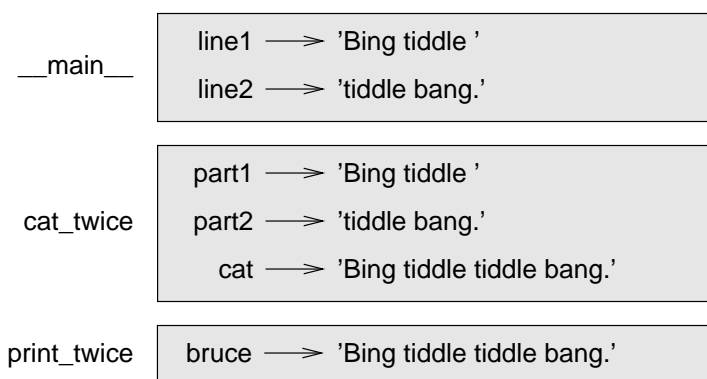 __main__
line1 ’Bing tiddle ’
line2 ’tiddle bang.’
cat_twice
part1 ’Bing tiddle ’
part2 ’tiddle bang.’
cat ’Bing tiddle tiddle bang.’
print_twice
bruce ’Bing tiddle tiddle bang.’